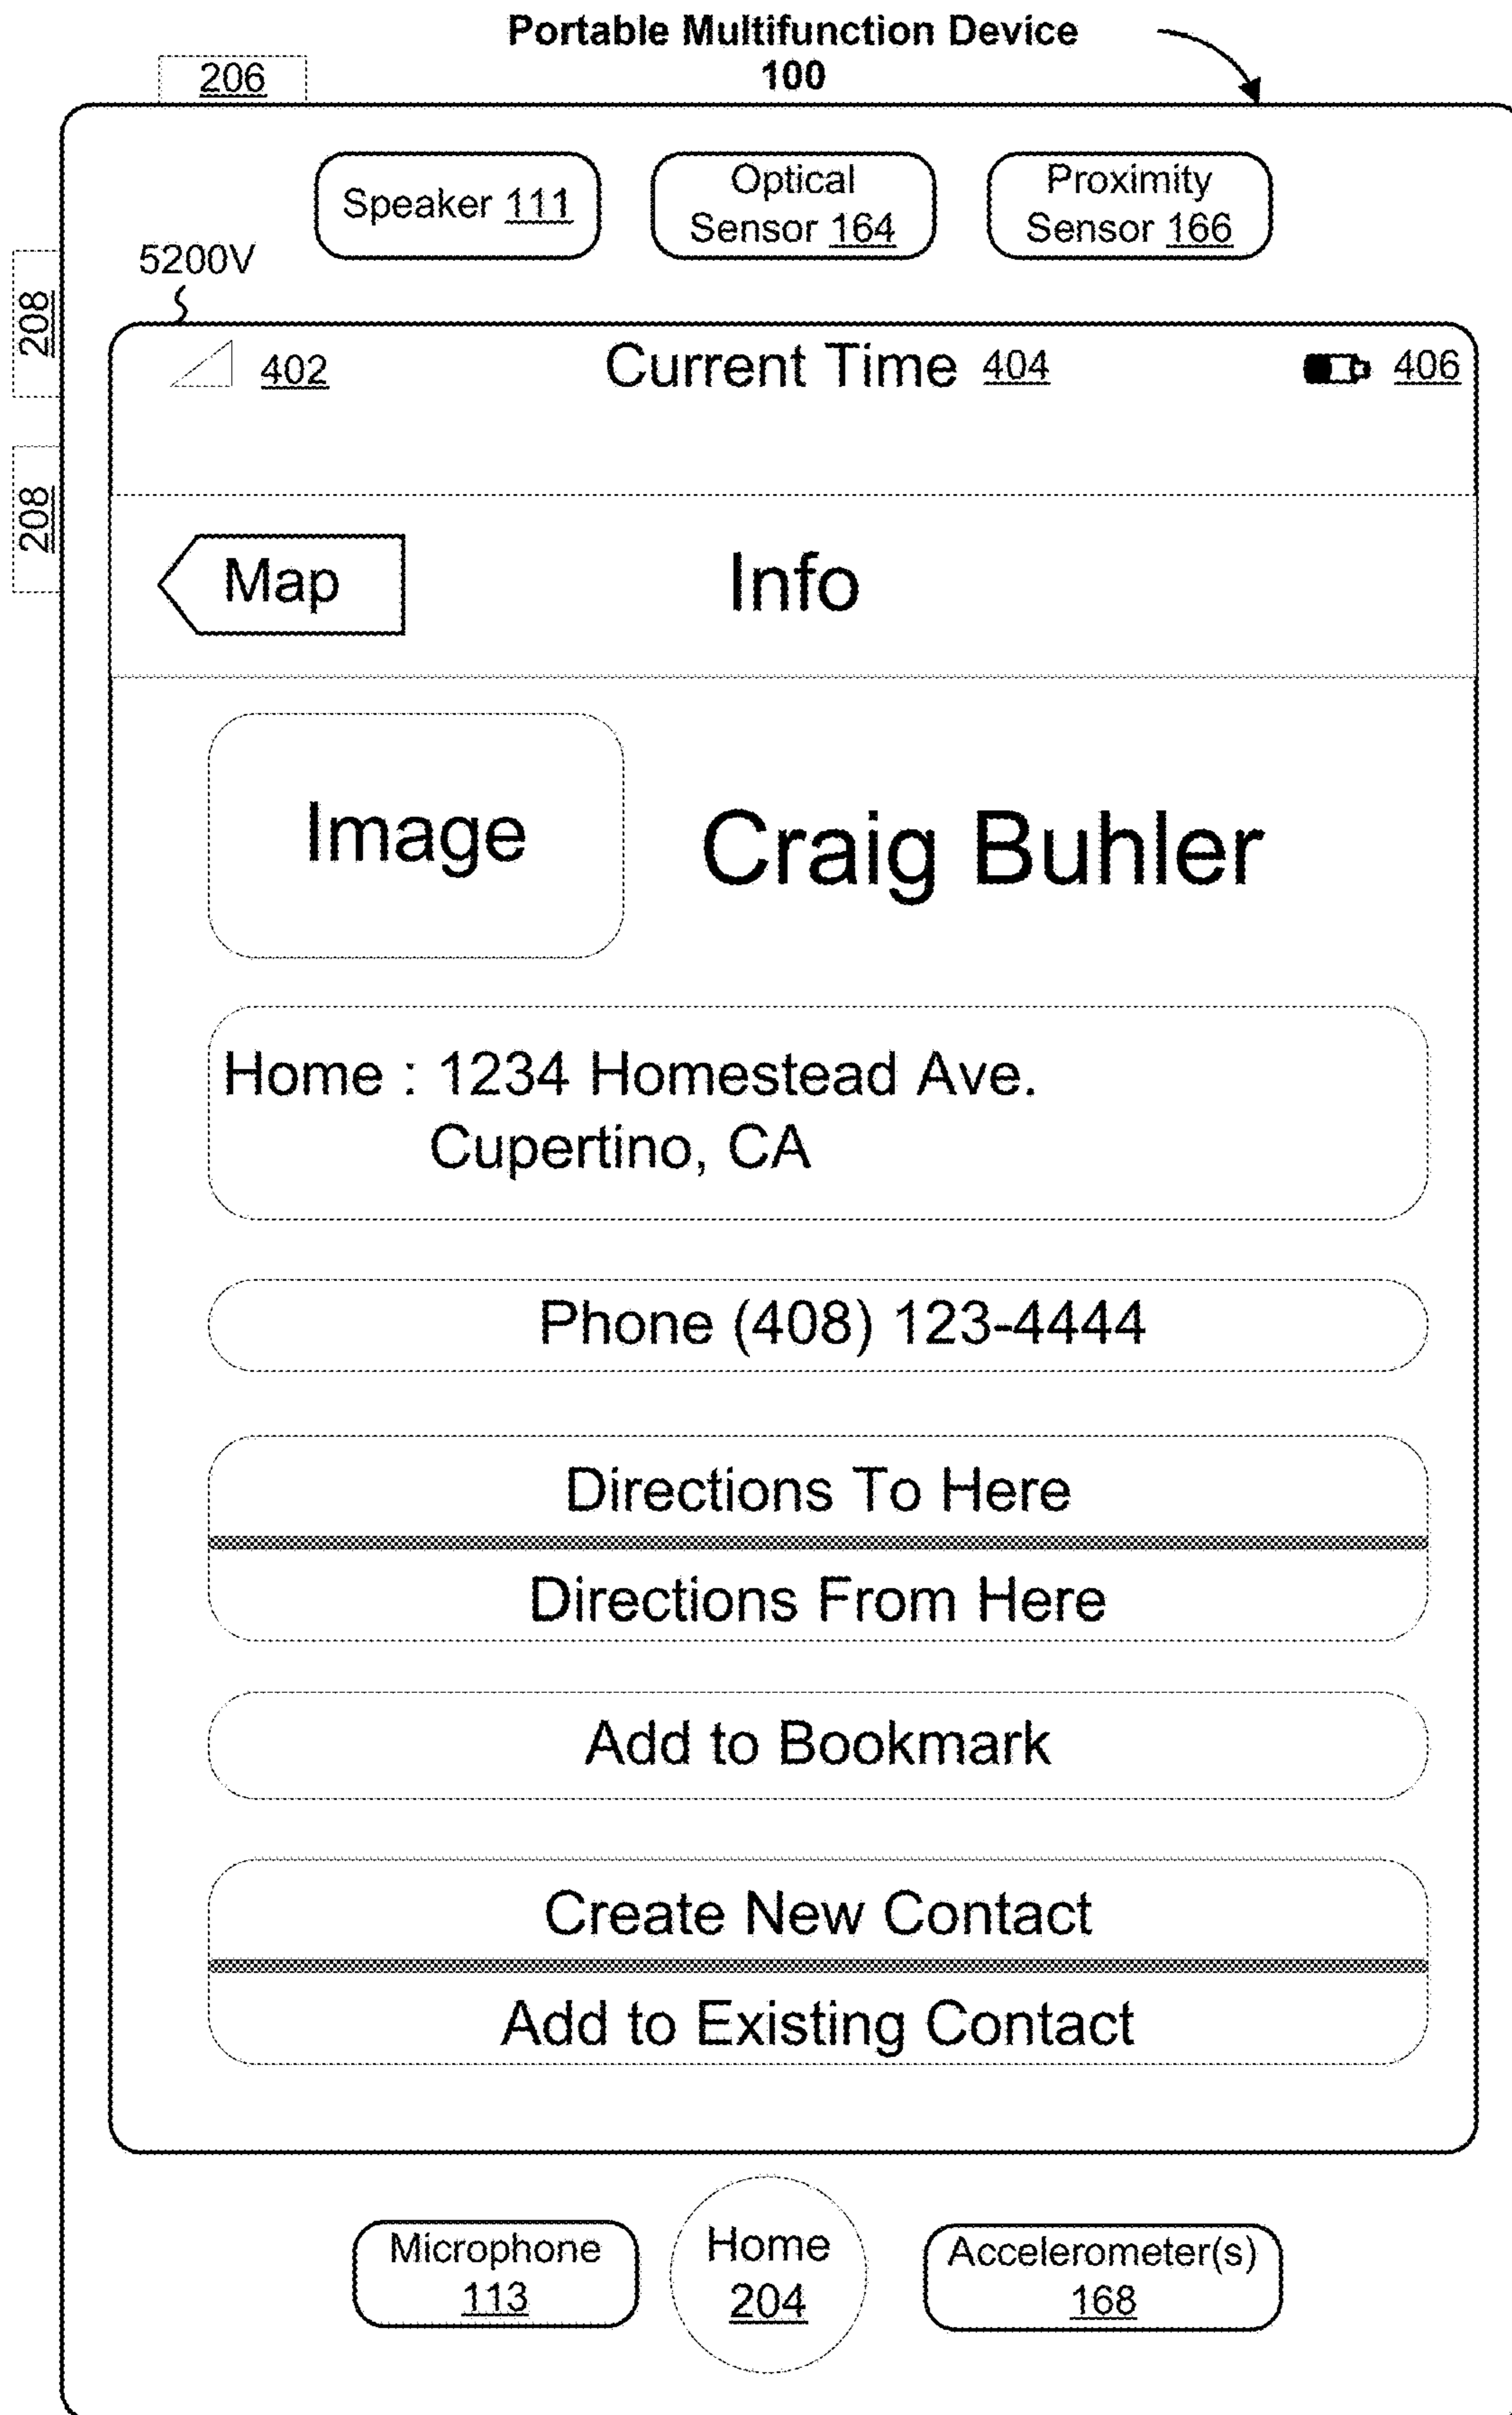 Portable Multifunction Device
100
206
Speaker 111
Optical
Sensor 164
Proximity
Sensor 166
5200V
208
208
402
Current Time 404
406
Map
Info
Image
Craig Buhler
Home : 1234 Homestead Ave.
Cupertino, CA
Phone (408) 123-4444
Directions To Here
Directions From Here
Add to Bookmark
Create New Contact
Add to Existing Contact
Microphone
113
Home
204
Accelerometer(s)
168